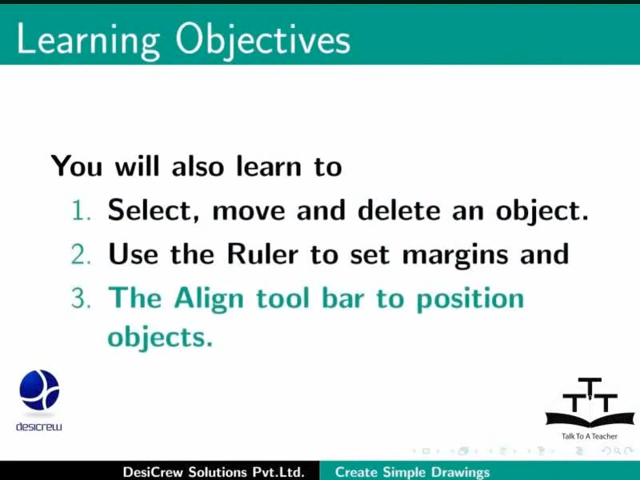 Learning Objectives
You will also learn to
1. Select, move and delete an object.
2. Use the Ruler to set margins and
3. The Align tool bar to position
objects.
desicrew
T T T
Talk To A Teacher
DesiCrew Solutions Pvt.Ltd. Create Simple Drawings